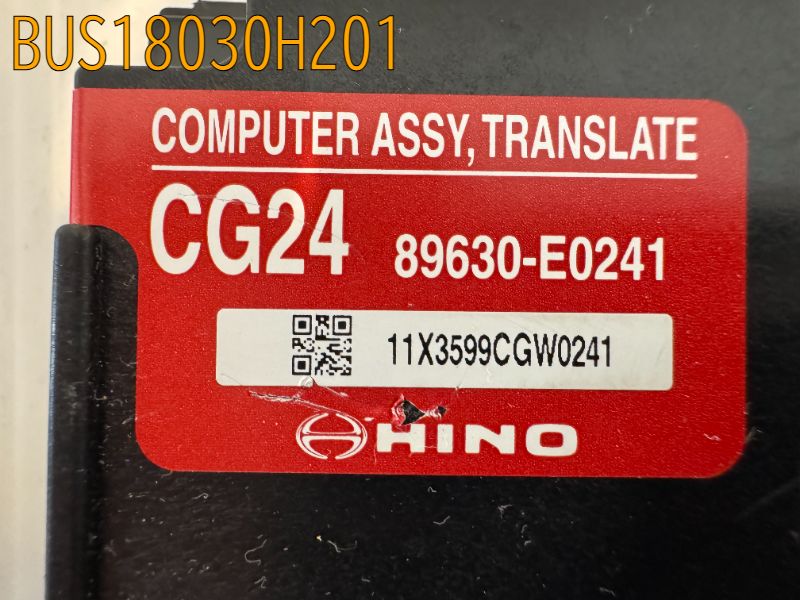 BUS18030H201
COMPUTER ASSY, TRANSLATE
CG24 89630-E0241
11X3599CGW0241
HINO